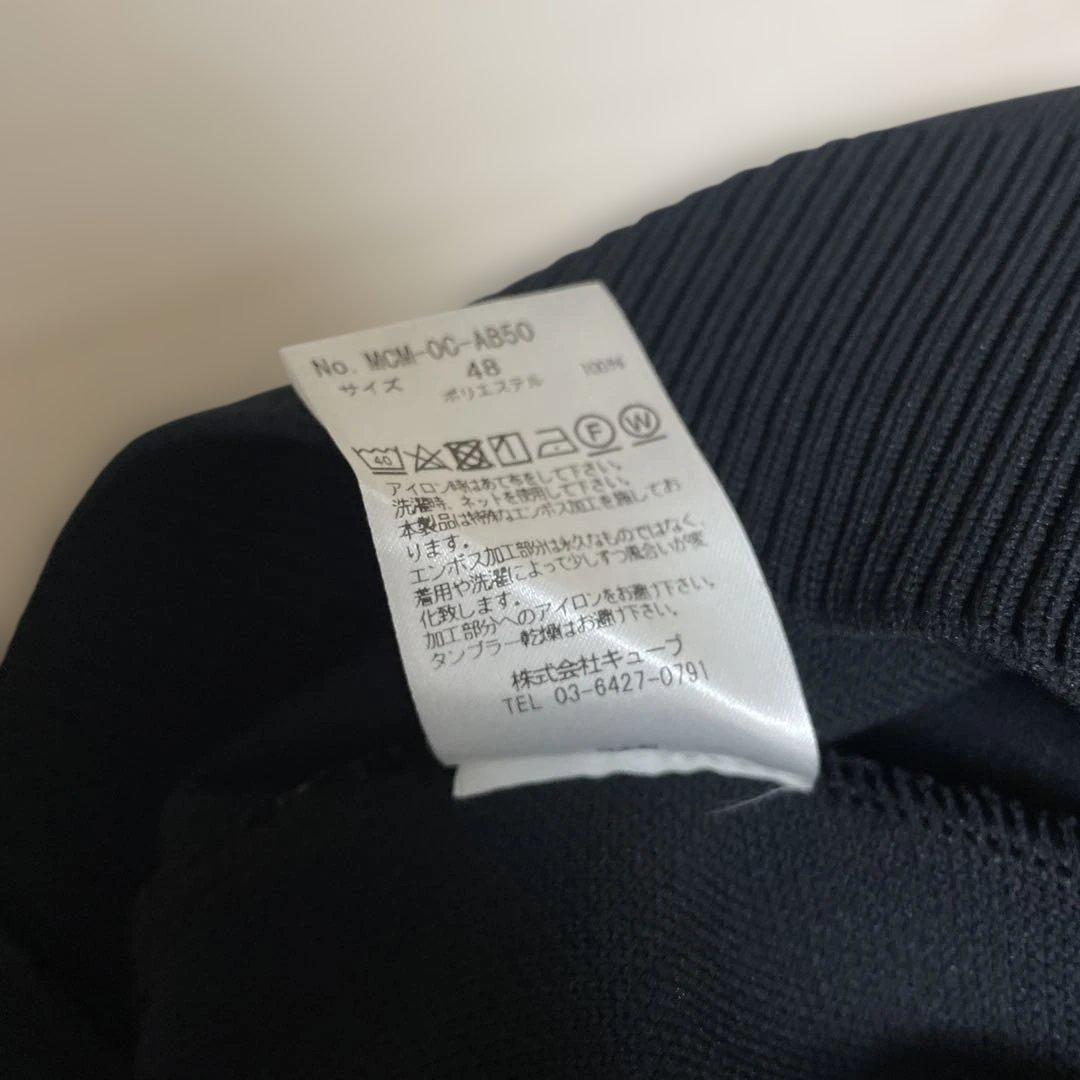 No. MCM-OC-AB50
サイズ 48
ポリエステル 100%
40 F W
アイロン時はあて布をして下さい。
洗濯時、ネットを使用して下さい。
本製品は特殊なエンボス加工を施してお
ります。
エンボス加工部分は永久なものではなく、
着用や洗濯によって少しずつ風合いが変
化致します。
加工部分へのアイロンをお避け下さい。
タンブラー乾燥はお避け下さい。
株式会社キューブ
TEL 03-6427-0791